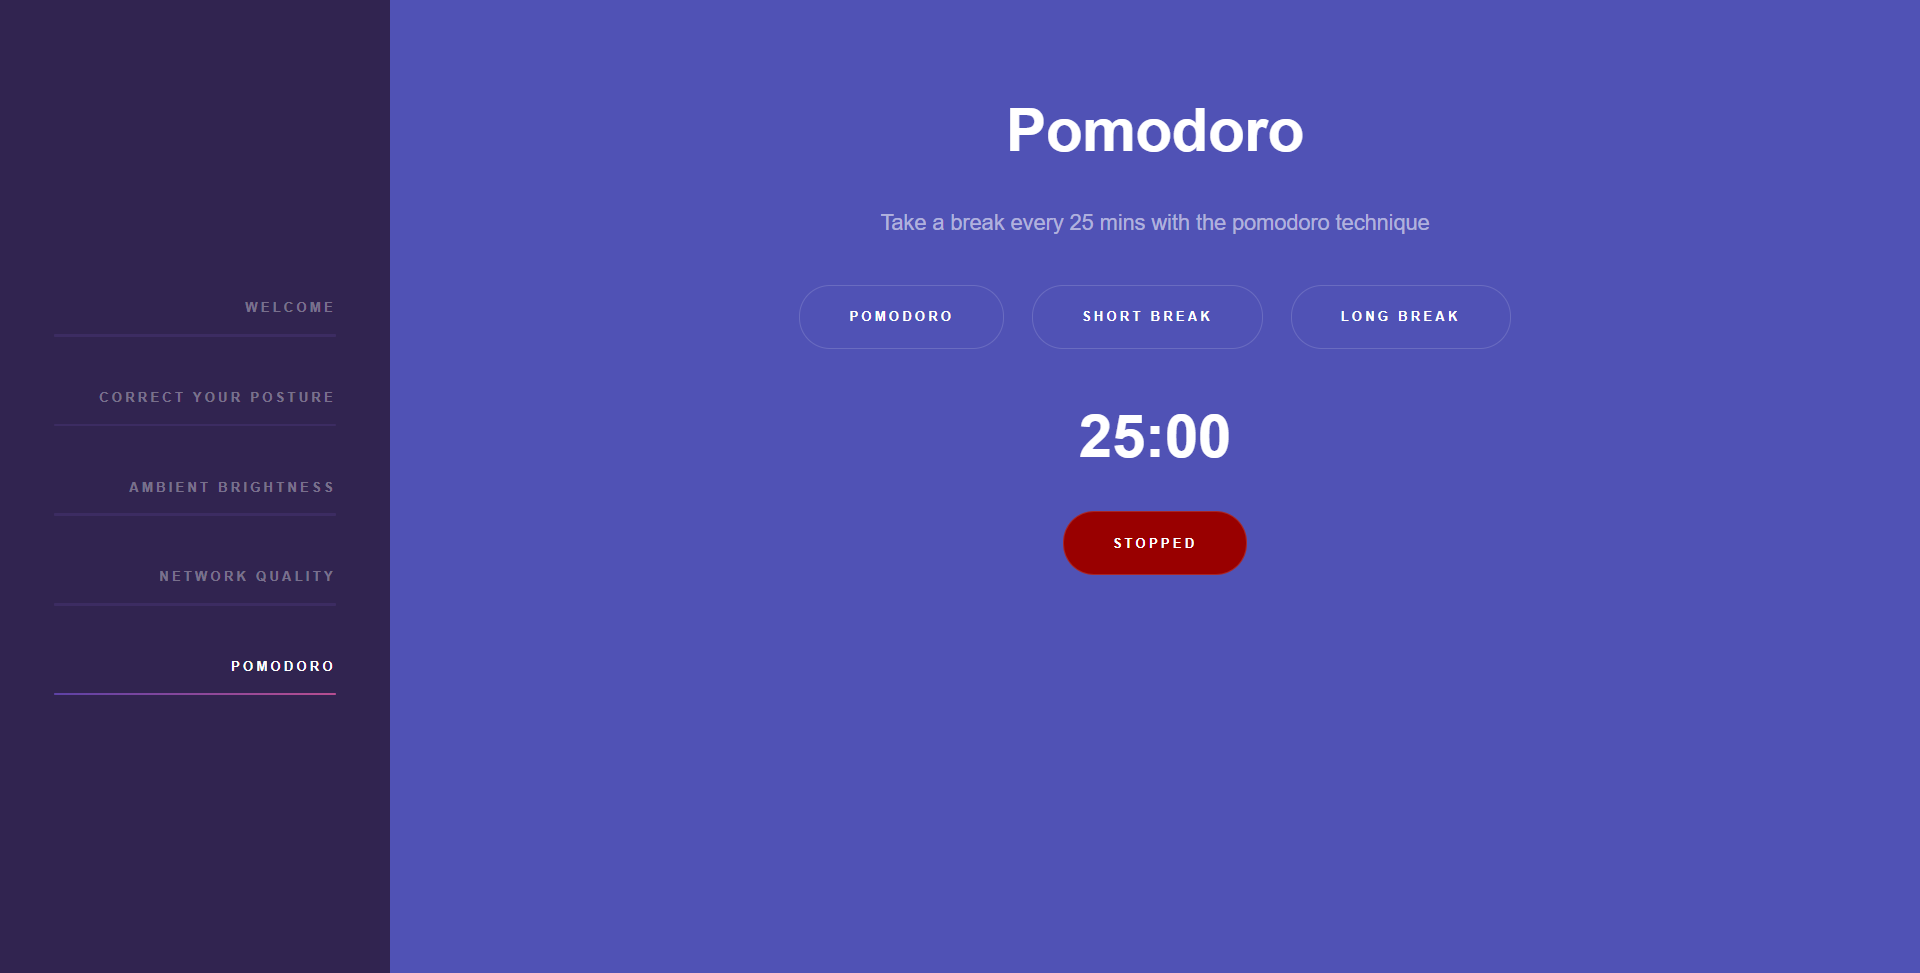 WELCOME
CORRECT YOUR POSTURE
AMBIENT BRIGHTNESS
NETWORK QUALITY
POMODORO
Pomodoro
Take a break every 25 mins with the pomodoro technique
POMODORO SHORT BREAK LONG BREAK
25:00
STOPPED